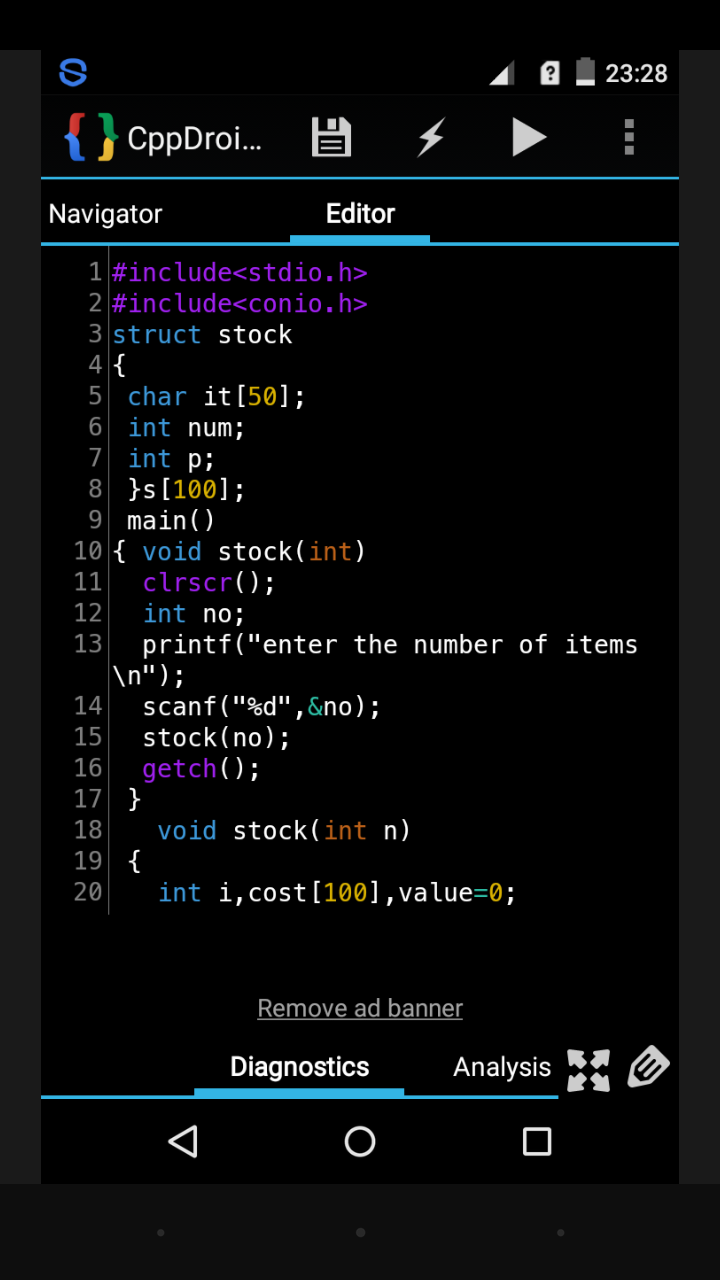 23:28
CppDroi...
Navigator Editor
1 #include<stdio.h>
2 #include<conio.h>
3 struct stock
4 {
5 char it[50];
6 int num;
7 int p;
8 }s[100];
9 main()
10 { void stock(int)
11 clrscr();
12 int no;
13 printf("enter the number of items
\n");
14 scanf("%d",&no);
15 stock(no);
16 getch();
17 }
18 void stock(int n)
19 {
20 int i,cost[100],value=0;
Remove ad banner
Diagnostics Analysis